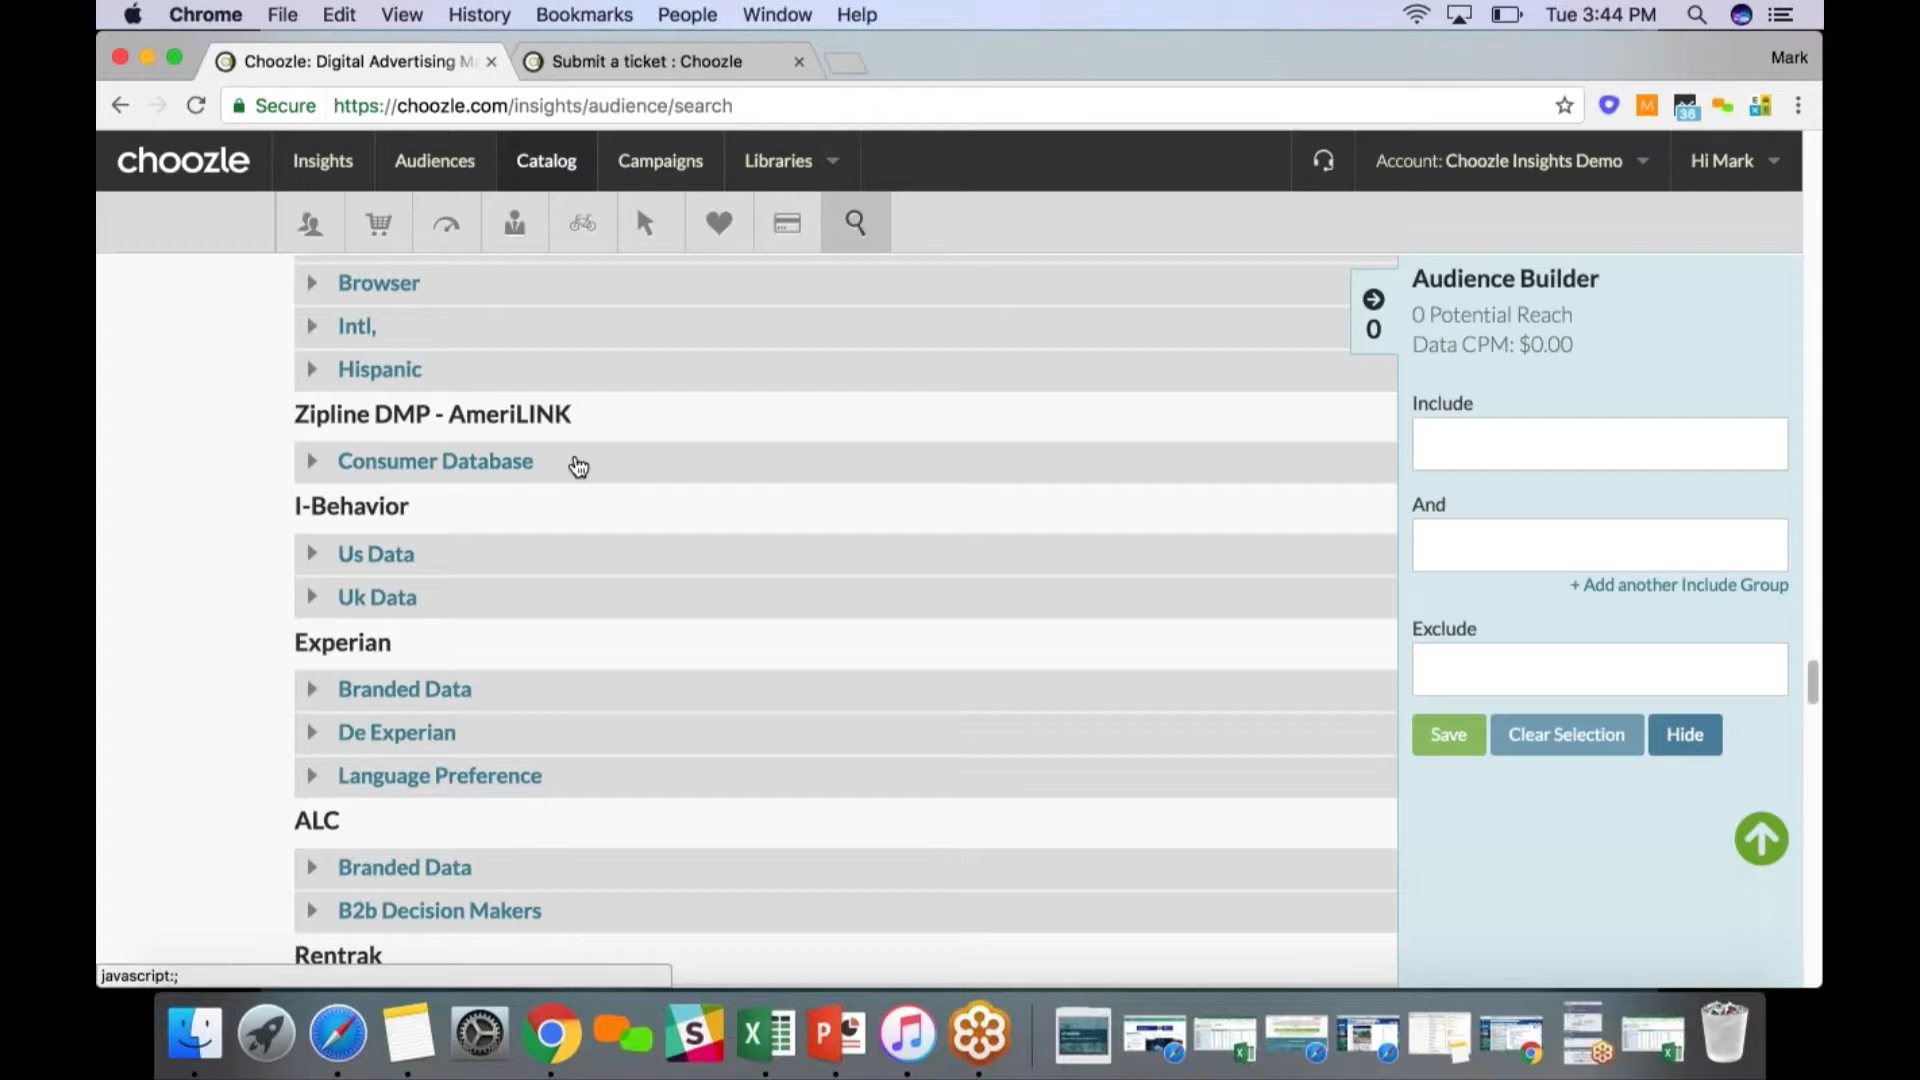 Chrome File Edit View History Bookmarks People Window Help Tue 3:44 PM
Choozle: Digital Advertising Ma Submit a ticket : Choozle Mark
Secure https://choozle.com/insights/audience/search M 36
choozle Insights Audiences Catalog Campaigns Libraries Account: Choozle Insights Demo Hi Mark
Browser
Intl,
Hispanic
Zipline DMP - AmeriLINK
Consumer Database
I-Behavior
Us Data
Uk Data
Experian
Branded Data
De Experian
Language Preference
ALC
Branded Data
B2b Decision Makers
Rentrak
javascript:;
0
Audience Builder
0 Potential Reach
Data CPM: $0.00
Include
And
+ Add another Include Group
Exclude
Save Clear Selection Hide
S X P